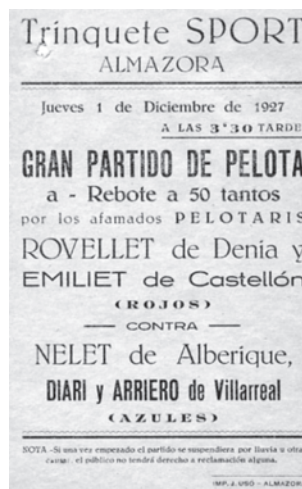 Trinquete SPORT
ALMAZORA
Jueves 1 de Diciembre de 1927
A LAS 3'30 TARDE
GRAN PARTIDO DE PELOTA
a - Rebote a 50 tantos
por los afamados PELOTARIS
ROVELLET de Denia y
EMILIET de Castellón
(ROJOS)
CONTRA
NELET de Alberique,
DIARI y ARRIERO de Villarreal
(AZULES)
NOTA -Si una vez empezado el partido se suspendiera por lluvia u otra
causa, el público no tendrá derecho a reclamación alguna.
IMP. J. USO - ALMAZOR